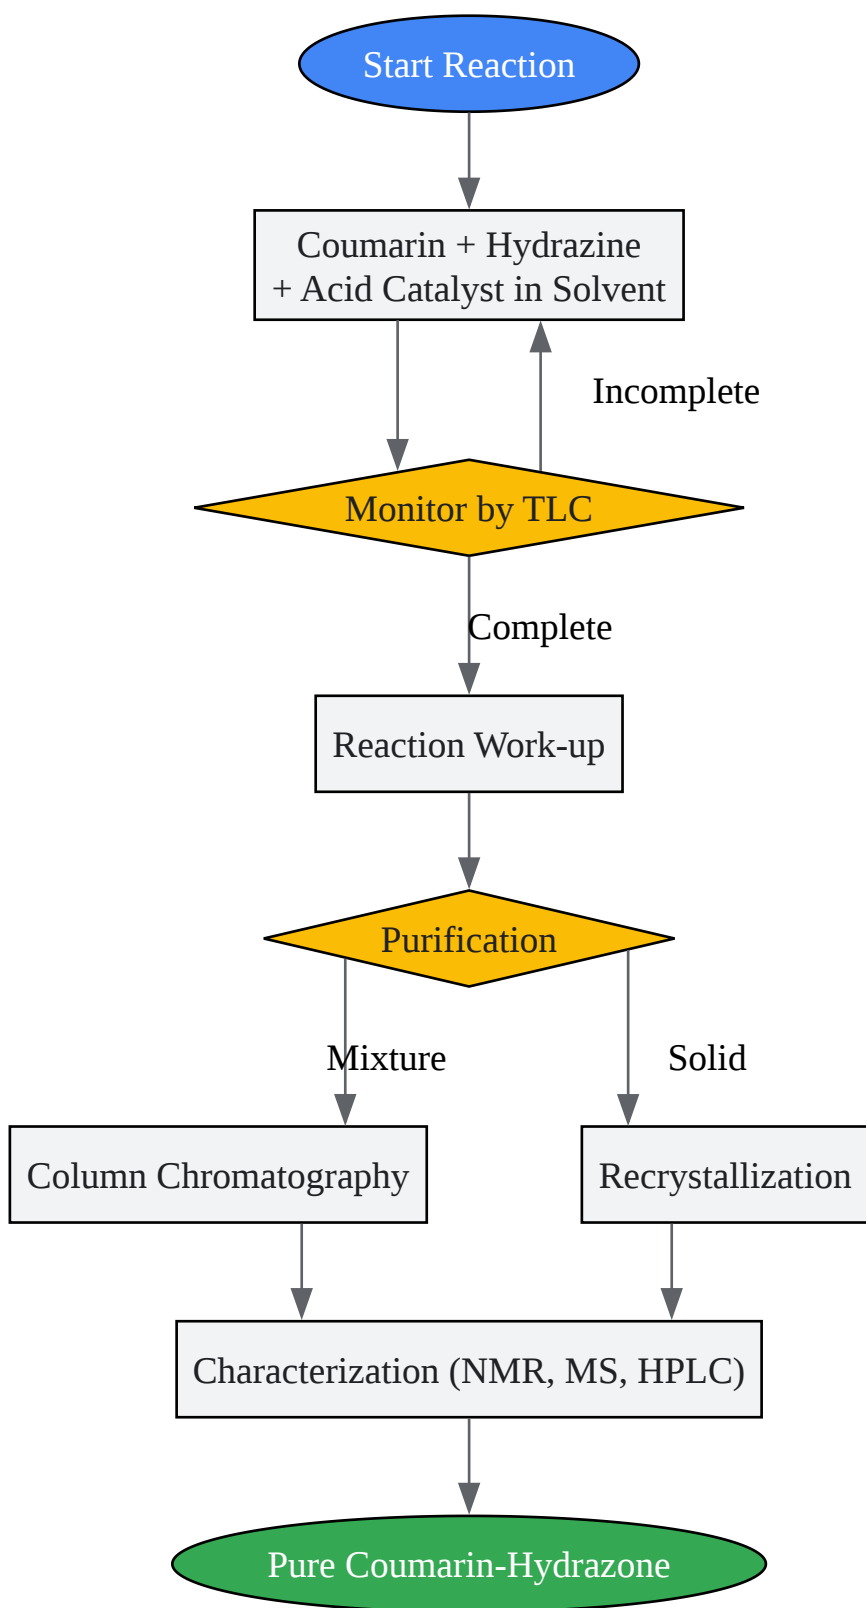 Start Reaction
Coumarin + Hydrazine
+ Acid Catalyst in Solvent
Incomplete
Monitor by TLC
Complete
Reaction Work-up
Purification
Mixture
Solid
Column Chromatography
Recrystallization
Characterization (NMR, MS, HPLC)
Pure Coumarin-Hydrazone